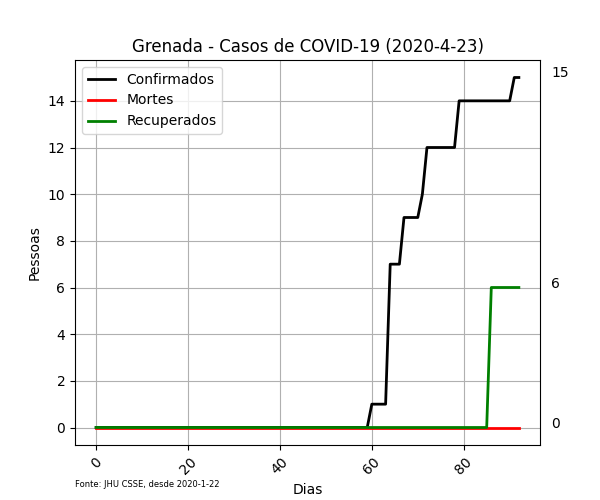 Grenada - Casos de COVID-19 (2020-4-23)
Confirmados
Mortes
Recuperados
15
6
0
14
12
10
8
6
4
2
0
Pessoas
0
20
40
60
80
Dias
Fonte: JHU CSSE, desde 2020-1-22